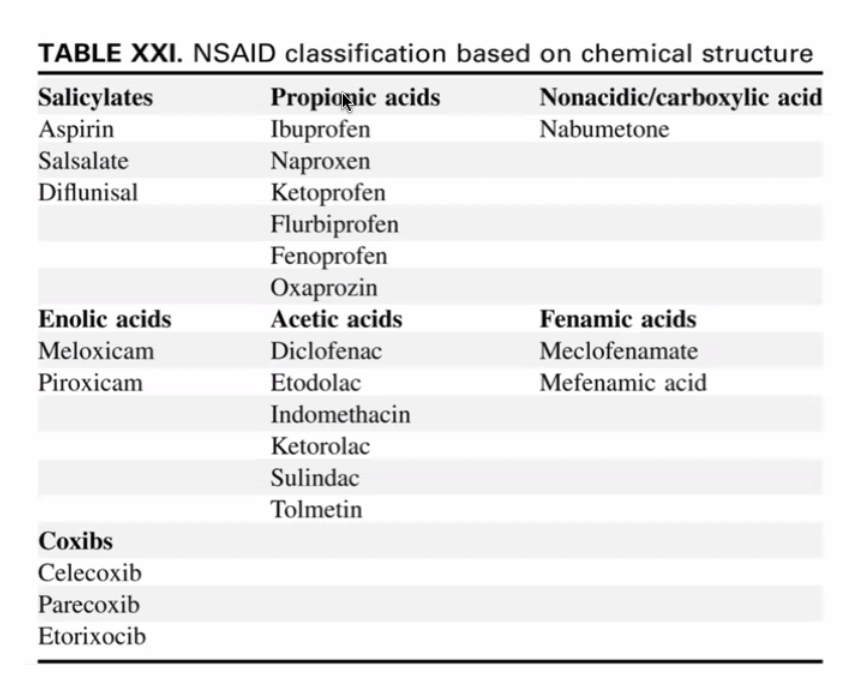 TABLE XXI. NSAID classification based on chemical structure
Salicylates Propionic acids Nonacidic/carboxylic acid
Aspirin Ibuprofen Nabumetone
Salsalate Naproxen
Diflunisal Ketoprofen
Flurbiprofen
Fenoprofen
Oxaprozin
Enolic acids Acetic acids Fenamic acids
Meloxicam Diclofenac Meclofenamate
Piroxicam Etodolac Mefenamic acid
Indomethacin
Ketorolac
Sulindac
Tolmetin
Coxibs
Celecoxib
Parecoxib
Etorixocib